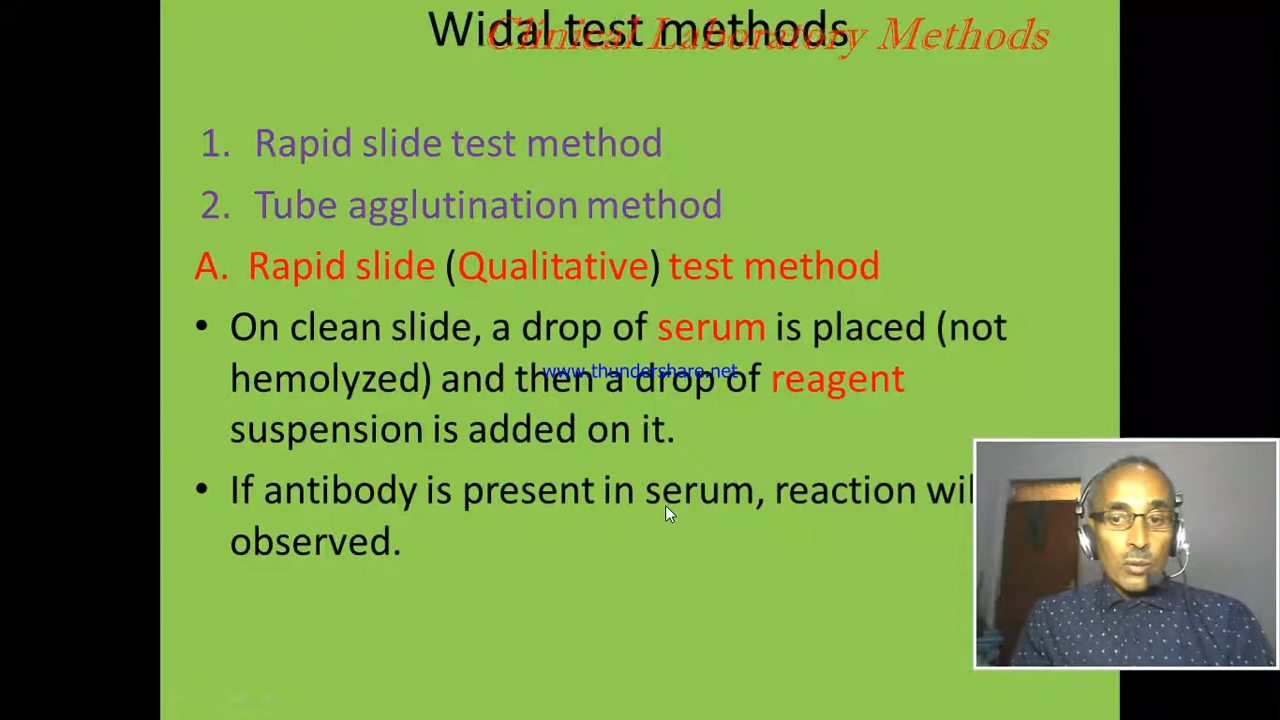 Widal test methods
Clinical Laboratory Methods
1. Rapid slide test method
2. Tube agglutination method
A. Rapid slide (Qualitative) test method
• On clean slide, a drop of serum is placed (not
hemolyzed) and then a drop of reagent
www.thundershare.net
suspension is added on it.
• If antibody is present in serum, reaction
observed.